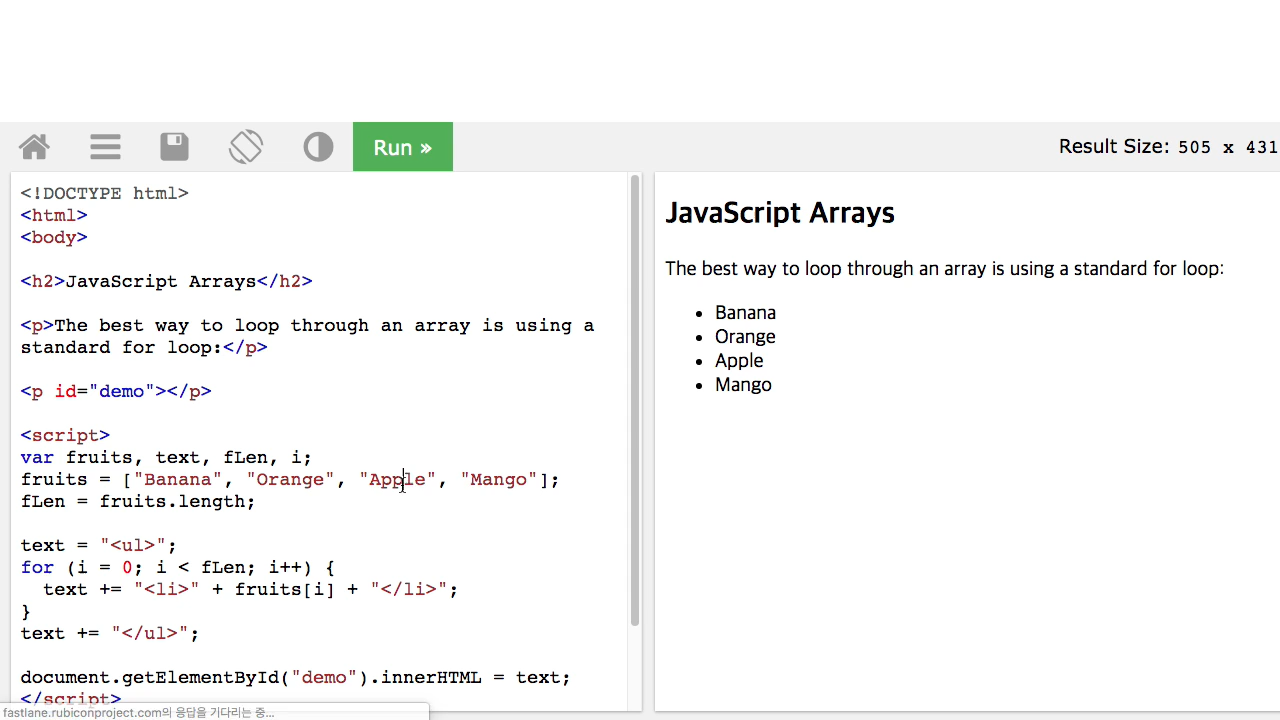 Run »
Result Size: 505 x 431
<!DOCTYPE html>
<html>
<body>
<h2>JavaScript Arrays</h2>
<p>The best way to loop through an array is using a
standard for loop:</p>
<p id="demo"></p>
<script>
var fruits, text, fLen, i;
fruits = ["Banana", "Orange", "Apple", "Mango"];
fLen = fruits.length;
text = "<ul>";
for (i = 0; i < fLen; i++) {
  text += "<li>" + fruits[i] + "</li>";
}
text += "</ul>";
document.getElementById("demo").innerHTML = text;
</script>
JavaScript Arrays
The best way to loop through an array is using a standard for loop:
• Banana
• Orange
• Apple
• Mango
fastlane.rubiconproject.com의 응답을 기다리는 중...